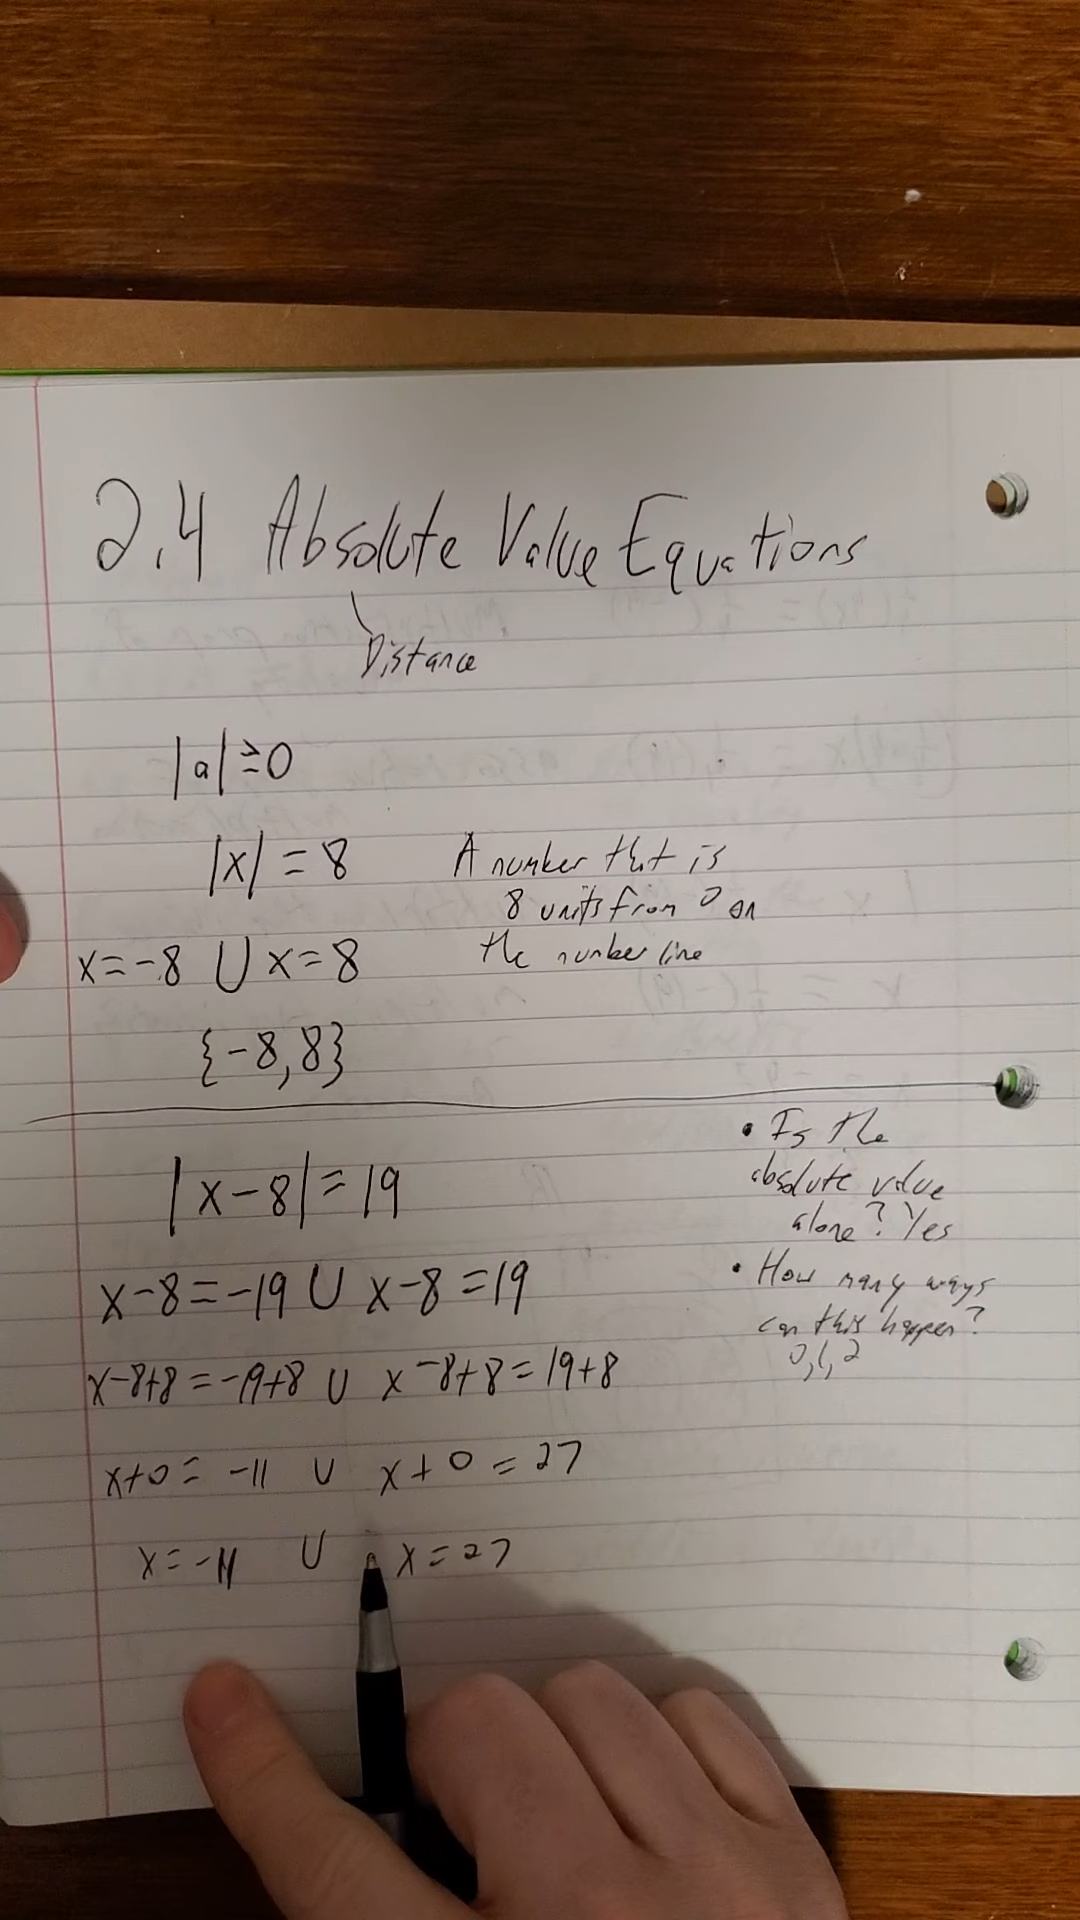 2.4 Absolute Value Equations
Distance
|a| ≥ 0
|x| = 8
A number that is
8 units from 0 on
the number line
x = -8 ∪ x = 8
{-8, 8}
|x - 8| = 19
x - 8 = -19 ∪ x - 8 = 19
x - 8 + 8 = -19 + 8 ∪ x - 8 + 8 = 19 + 8
x + 0 = -11 ∪ x + 0 = 27
x = -11 ∪ x = 27
• Is the
absolute value
alone? Yes
• How many ways
can this happen?
0, 1, 2